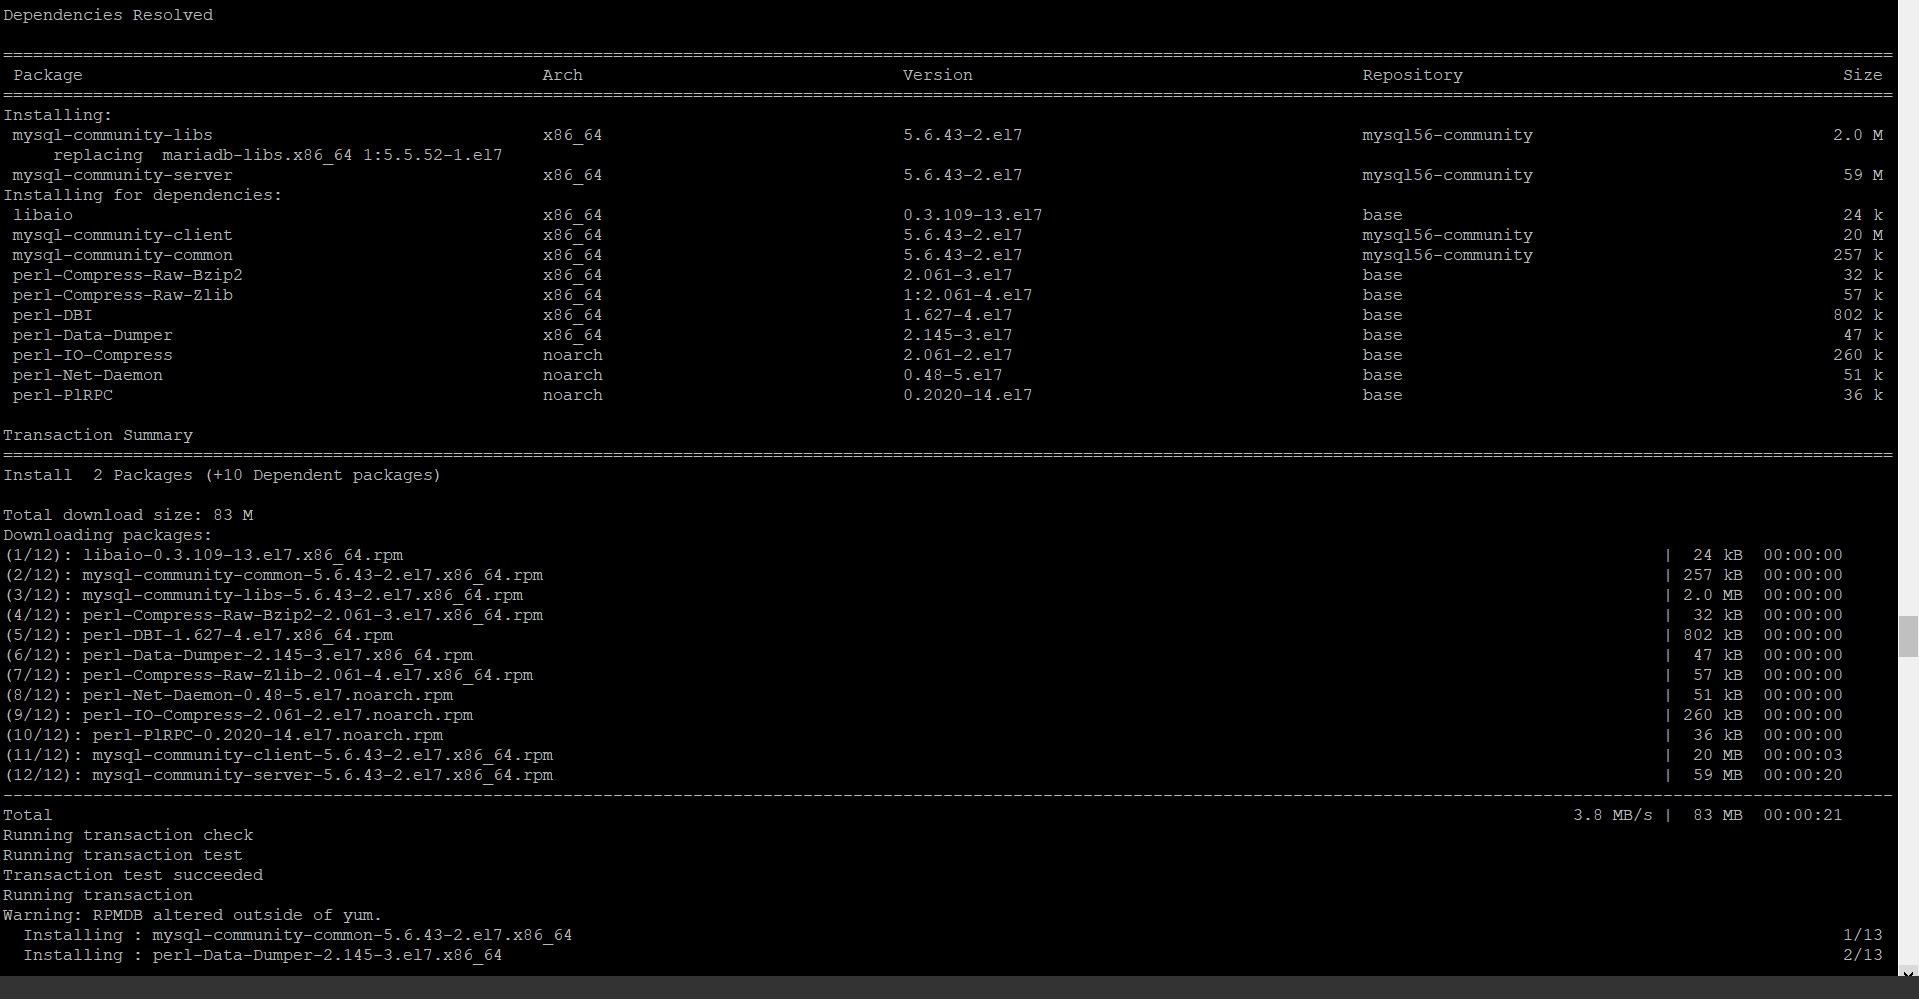 Dependencies Resolved
================================================================================
Package Arch Version Repository Size
================================================================================
Installing:
mysql-community-libs x86_64 5.6.43-2.el7 mysql56-community 2.0 M
replacing mariadb-libs.x86_64 1:5.5.52-1.el7
mysql-community-server x86_64 5.6.43-2.el7 mysql56-community 59 M
Installing for dependencies:
libaio x86_64 0.3.109-13.el7 base 24 k
mysql-community-client x86_64 5.6.43-2.el7 mysql56-community 20 M
mysql-community-common x86_64 5.6.43-2.el7 mysql56-community 257 k
perl-Compress-Raw-Bzip2 x86_64 2.061-3.el7 base 32 k
perl-Compress-Raw-Zlib x86_64 1:2.061-4.el7 base 57 k
perl-DBI x86_64 1.627-4.el7 base 802 k
perl-Data-Dumper x86_64 2.145-3.el7 base 47 k
perl-IO-Compress noarch 2.061-2.el7 base 260 k
perl-Net-Daemon noarch 0.48-5.el7 base 51 k
perl-PlRPC noarch 0.2020-14.el7 base 36 k
Transaction Summary
================================================================================
Install 2 Packages (+10 Dependent packages)
Total download size: 83 M
Downloading packages:
(1/12): libaio-0.3.109-13.el7.x86_64.rpm | 24 kB 00:00:00
(2/12): mysql-community-common-5.6.43-2.el7.x86_64.rpm | 257 kB 00:00:00
(3/12): mysql-community-libs-5.6.43-2.el7.x86_64.rpm | 2.0 MB 00:00:00
(4/12): perl-Compress-Raw-Bzip2-2.061-3.el7.x86_64.rpm | 32 kB 00:00:00
(5/12): perl-DBI-1.627-4.el7.x86_64.rpm | 802 kB 00:00:00
(6/12): perl-Data-Dumper-2.145-3.el7.x86_64.rpm | 47 kB 00:00:00
(7/12): perl-Compress-Raw-Zlib-2.061-4.el7.x86_64.rpm | 57 kB 00:00:00
(8/12): perl-Net-Daemon-0.48-5.el7.noarch.rpm | 51 kB 00:00:00
(9/12): perl-IO-Compress-2.061-2.el7.noarch.rpm | 260 kB 00:00:00
(10/12): perl-PlRPC-0.2020-14.el7.noarch.rpm | 36 kB 00:00:00
(11/12): mysql-community-client-5.6.43-2.el7.x86_64.rpm | 20 MB 00:00:03
(12/12): mysql-community-server-5.6.43-2.el7.x86_64.rpm | 59 MB 00:00:20
--------------------------------------------------------------------------------
Total 3.8 MB/s | 83 MB 00:00:21
Running transaction check
Running transaction test
Transaction test succeeded
Running transaction
Warning: RPMDB altered outside of yum.
Installing : mysql-community-common-5.6.43-2.el7.x86_64 1/13
Installing : perl-Data-Dumper-2.145-3.el7.x86_64 2/13